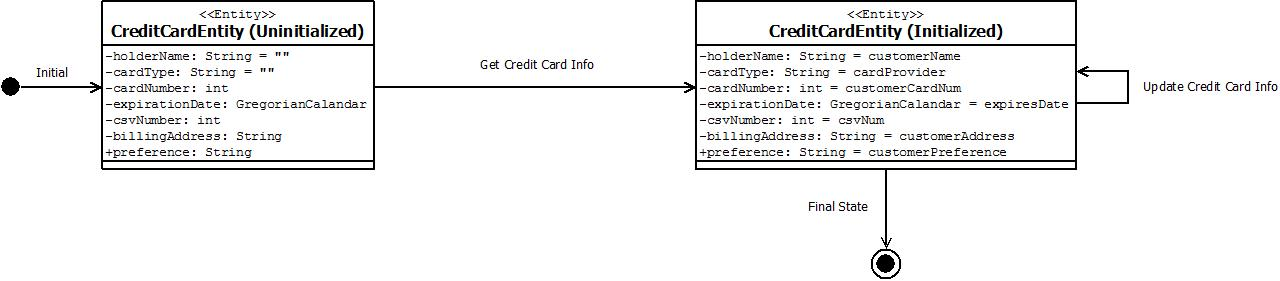 Initial
<<Entity>>
CreditCardEntity (Uninitialized)
-holderName: String = ""
-cardType: String = ""
-cardNumber: int
-expirationDate: GregorianCalandar
-csvNumber: int
-billingAddress: String
+preference: String
Get Credit Card Info
<<Entity>>
CreditCardEntity (Initialized)
-holderName: String = customerName
-cardType: String = cardProvider
-cardNumber: int = customerCardNum
-expirationDate: GregorianCalandar = expiresDate
-csvNumber: int = csvNum
-billingAddress: String = customerAddress
+preference: String = customerPreference
Update Credit Card Info
Final State